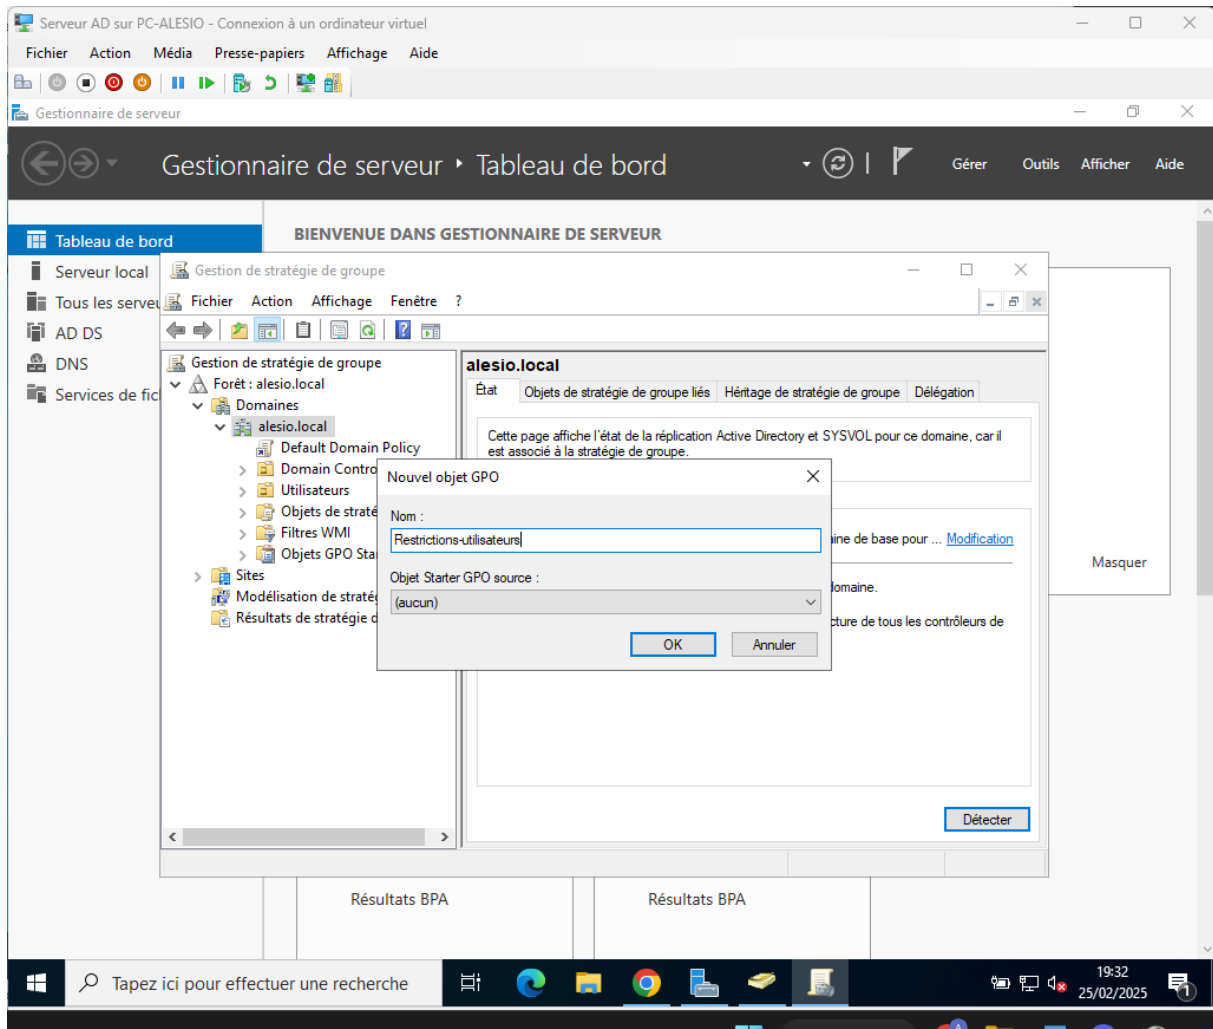 Serveur AD sur PC-ALESIO - Connexion à un ordinateur virtuel
Fichier Action Média Presse-papiers Affichage Aide
Gestionnaire de serveur
Gestionnaire de serveur Tableau de bord
Gérer Outils Afficher Aide
Tableau de bord
Serveur local
Tous les serveu
AD DS
DNS
Services de fic
BIENVENUE DANS GESTIONNAIRE DE SERVEUR
Gestion de stratégie de groupe
Fichier Action Affichage Fenêtre ?
Gestion de stratégie de groupe
Forêt : alesio.local
Domaines
alesio.local
Default Domain Policy
Domain Contro
Utilisateurs
Objets de straté
Filtres WMI
Objets GPO Sta
Sites
Modélisation de straté
Résultats de stratégie d
alesio.local
État Objets de stratégie de groupe liés Héritage de stratégie de groupe Délégation
Cette page affiche l'état de la réplication Active Directory et SYSVOL pour ce domaine, car il
est associé à la stratégie de groupe.
ine de base pour ... Modification
domaine.
cture de tous les contrôleurs de
Détecter
Nouvel objet GPO
Nom :
Restrictions-utilisateurs
Objet Starter GPO source :
(aucun)
OK Annuler
Masquer
Résultats BPA Résultats BPA
Tapez ici pour effectuer une recherche
19:32
25/02/2025
1